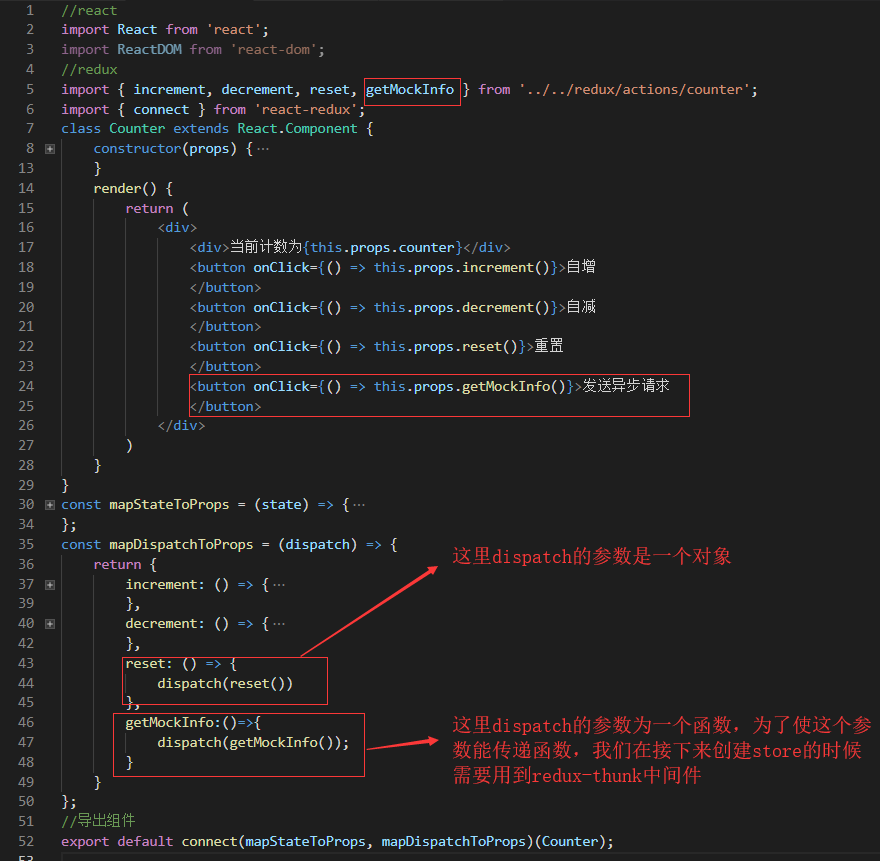 1 //react
2 import React from 'react';
3 import ReactDOM from 'react-dom';
4 //redux
5 import { increment, decrement, reset, getMockInfo } from '../../redux/actions/counter';
6 import { connect } from 'react-redux';
7 class Counter extends React.Component {
8 constructor(props) { ⋯
13 }
14 render() {
15 return (
16 <div>
17 <div>当前计数为{this.props.counter}</div>
18 <button onClick={() => this.props.increment()}>自增
19 </button>
20 <button onClick={() => this.props.decrement()}>自减
21 </button>
22 <button onClick={() => this.props.reset()}>重置
23 </button>
24 <button onClick={() => this.props.getMockInfo()}>发送异步请求
25 </button>
26 </div>
27 )
28 }
29 }
30 const mapStateToProps = (state) => { ⋯
34 };
35 const mapDispatchToProps = (dispatch) => {
36 return {
37 increment: () => { ⋯
39 },
40 decrement: () => { ⋯
42 },
43 reset: () => {
44 dispatch(reset())
45 },
46 getMockInfo:()=>{
47 dispatch(getMockInfo());
48 }
49 }
50 };
51 //导出组件
52 export default connect(mapStateToProps, mapDispatchToProps)(Counter);
53
这里dispatch的参数是一个对象
这里dispatch的参数为一个函数，为了使这个参
数能传递函数，我们在接下来创建store的时候
需要用到redux-thunk中间件